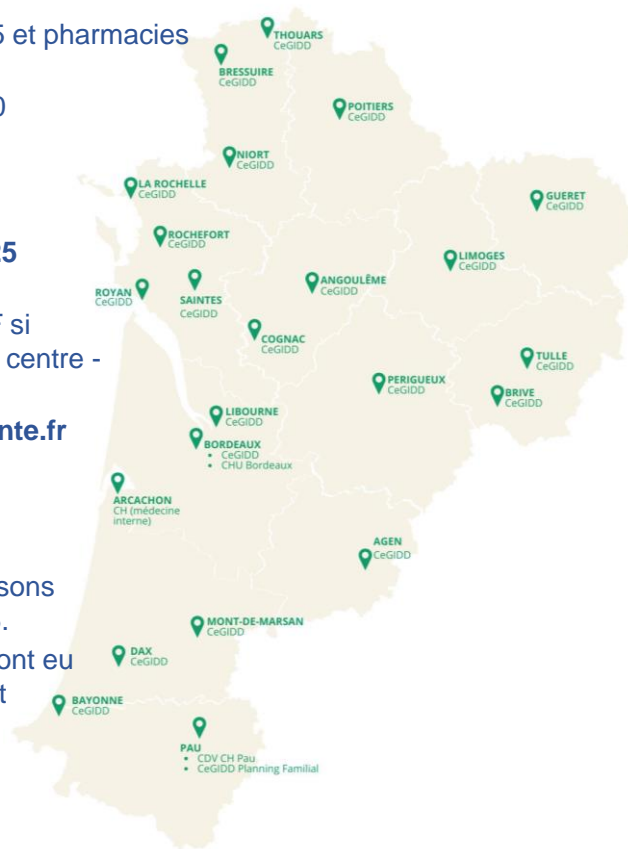 5 et pharmacies
0
25
si
centre -
nte.fr
sons
ont eu
t
THOUARS
CeGIDD
BRESSUIRE
CeGIDD
POITIERS
CeGIDD
NIORT
CeGIDD
LA ROCHELLE
CeGIDD
GUERET
CeGIDD
ROCHEFORT
CeGIDD
LIMOGES
CeGIDD
ROYAN
CeGIDD
SAINTES
CeGIDD
ANGOULÊME
CeGIDD
COGNAC
CeGIDD
TULLE
CeGIDD
PERIGUEUX
CeGIDD
BRIVE
CeGIDD
LIBOURNE
CeGIDD
BORDEAUX
• CeGIDD
• CHU Bordeaux
ARCACHON
CH (médecine
interne)
AGEN
CeGIDD
MONT-DE-MARSAN
CeGIDD
DAX
CeGIDD
BAYONNE
CeGIDD
PAU
• CDV CH Pau
• CeGIDD Planning Familial